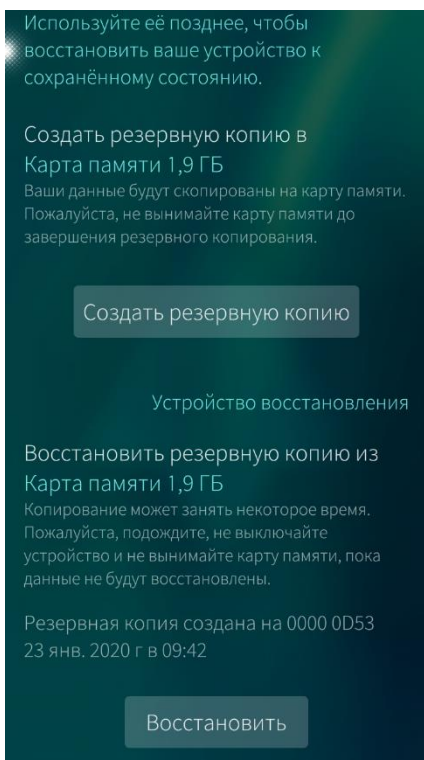 Используйте её позднее, чтобы
восстановить ваше устройство к
сохранённому состоянию.
Создать резервную копию в
Карта памяти 1,9 ГБ
Ваши данные будут скопированы на карту памяти.
Пожалуйста, не вынимайте карту памяти до
завершения резервного копирования.
Создать резервную копию
Устройство восстановления
Восстановить резервную копию из
Карта памяти 1,9 ГБ
Копирование может занять некоторое время.
Пожалуйста, подождите, не выключайте
устройство и не вынимайте карту памяти, пока
данные не будут восстановлены.
Резервная копия создана на 0000 0D53
23 янв. 2020 г в 09:42
Восстановить